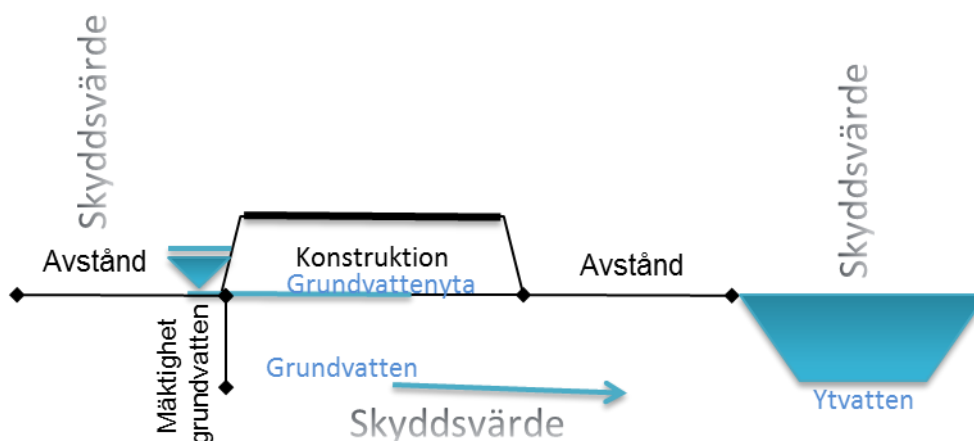 Skyddsvärde
Skyddsvärde
Avstånd
Konstruktion
Avstånd
Grundvattenyta
Mäktighet
grundvatten
Grundvatten
Skyddsvärde
Ytvatten